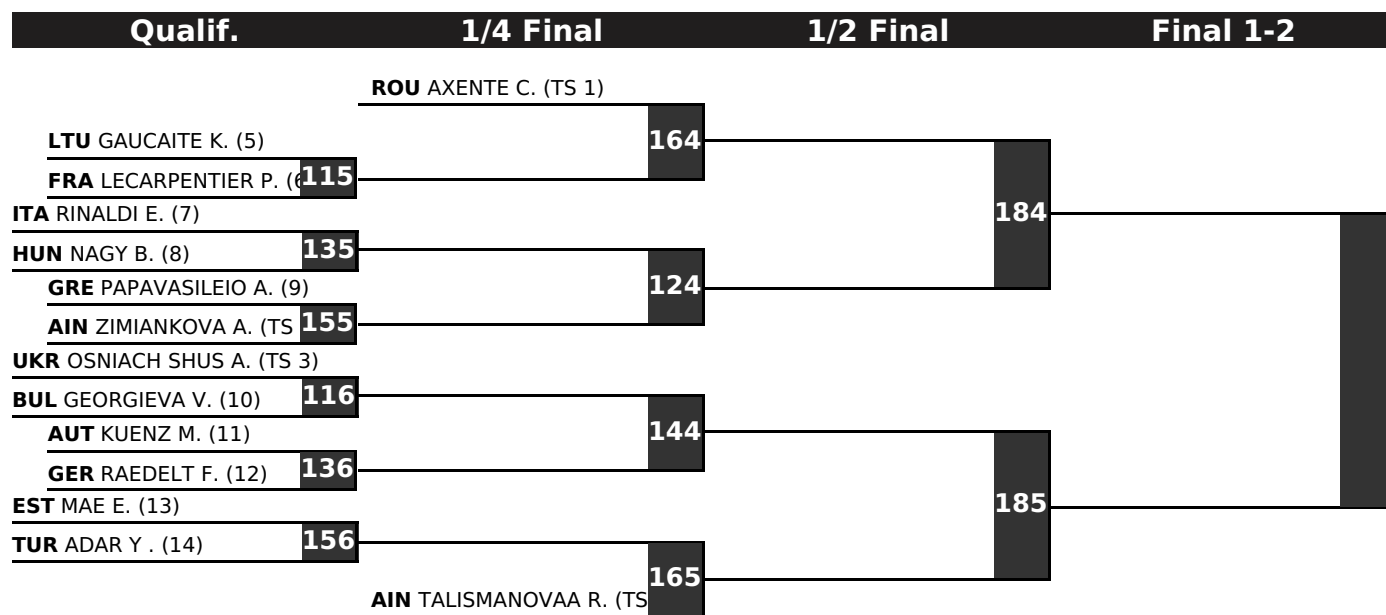 Qualif. 1/4 Final 1/2 Final Final 1-2
ROU AXENTE C. (TS 1)
164
LTU GAUCAITE K. (5)
FRA LECARPENTIER P. (6
115
184
ITA RINALDI E. (7)
HUN NAGY B. (8)
135
124
GRE PAPAVASILEIO A. (9)
AIN ZIMIANKOVA A. (TS
155
UKR OSNIACH SHUS A. (TS 3)
BUL GEORGIEVA V. (10)
116
144
AUT KUENZ M. (11)
GER RAEDELT F. (12)
136
185
EST MAE E. (13)
TUR ADAR Y . (14)
156
165
AIN TALISMANOVAA R. (TS